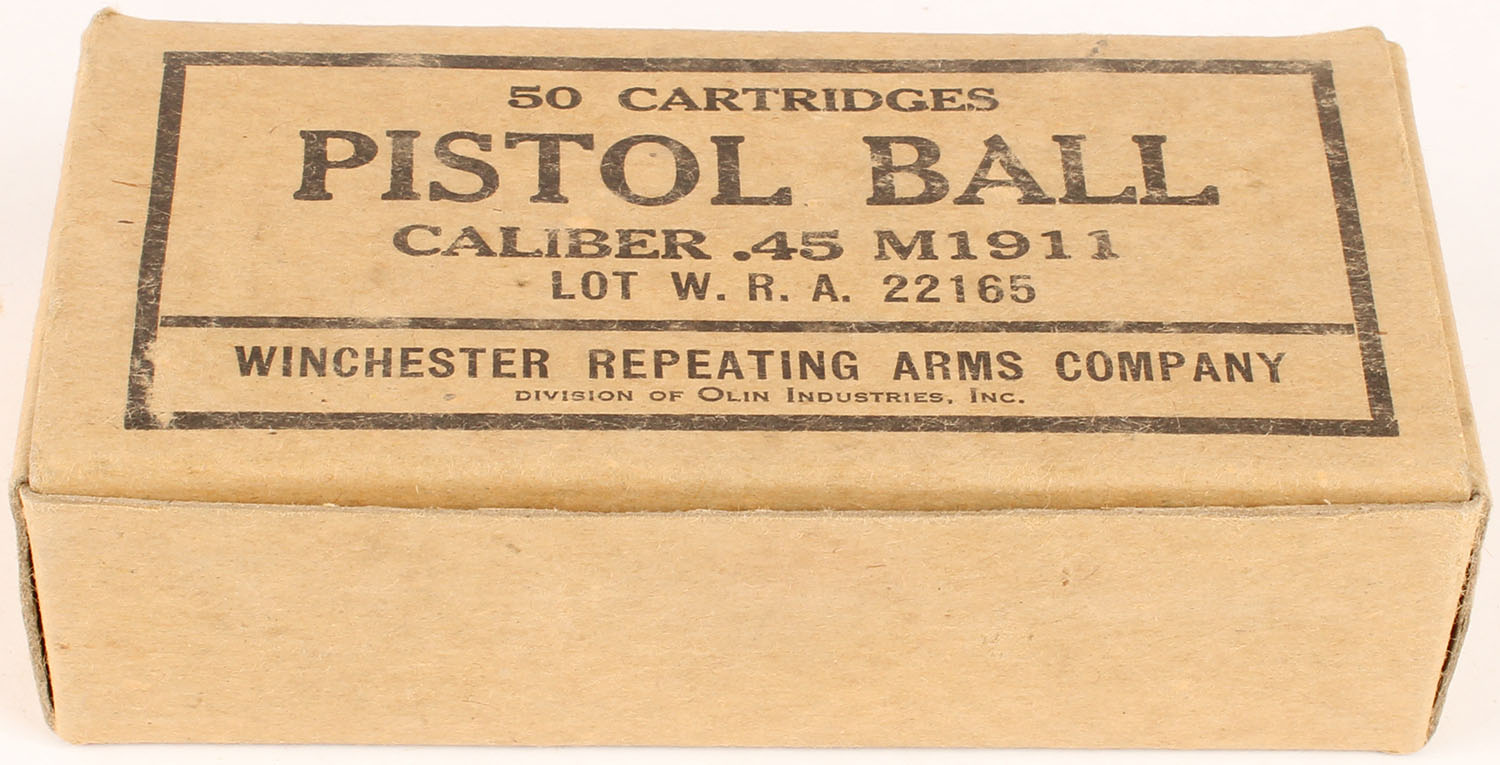 50 CARTRIDGES
PISTOL BALL
CALIBER .45 M1911
LOT W. R. A. 22165
WINCHESTER REPEATING ARMS COMPANY
DIVISION OF OLIN INDUSTRIES, INC.